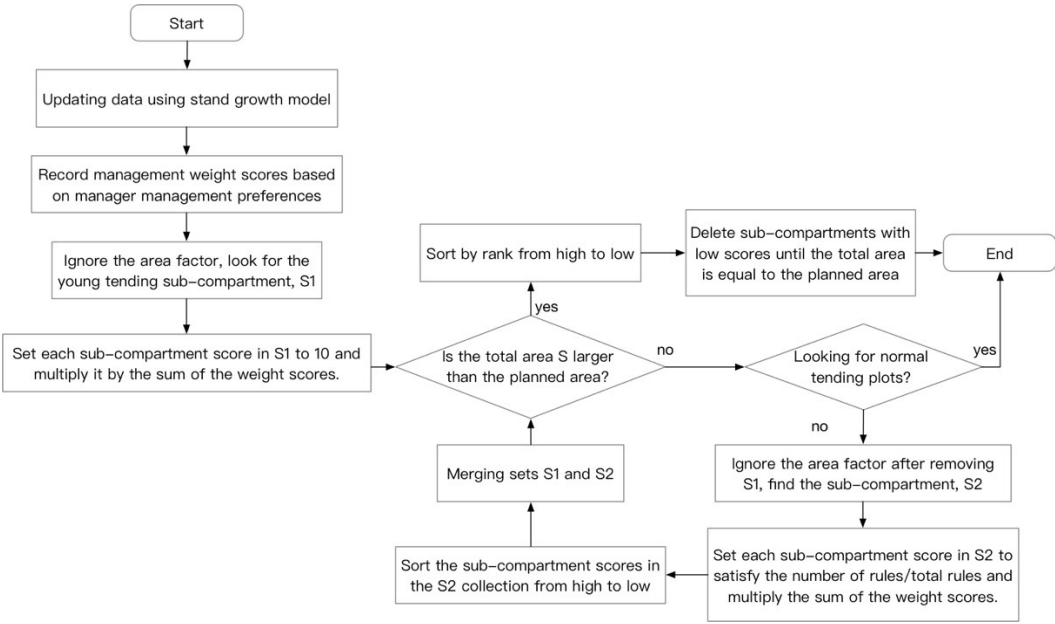 Start
Updating data using stand growth model
Record management weight scores based
on manager management preferences
Ignore the area factor, look for the
young tending sub-compartment, S1
Set each sub-compartment score in S1 to 10 and
multiply it by the sum of the weight scores.
Is the total area S larger
than the planned area?
yes
Sort by rank from high to low
Delete sub-compartments with
low scores until the total area
is equal to the planned area
End
no
Looking for normal
tending plots?
yes
no
Ignore the area factor after removing
S1, find the sub-compartment, S2
Set each sub-compartment score in S2 to
satisfy the number of rules/total rules and
multiply the sum of the weight scores.
Sort the sub-compartment scores in
the S2 collection from high to low
Merging sets S1 and S2